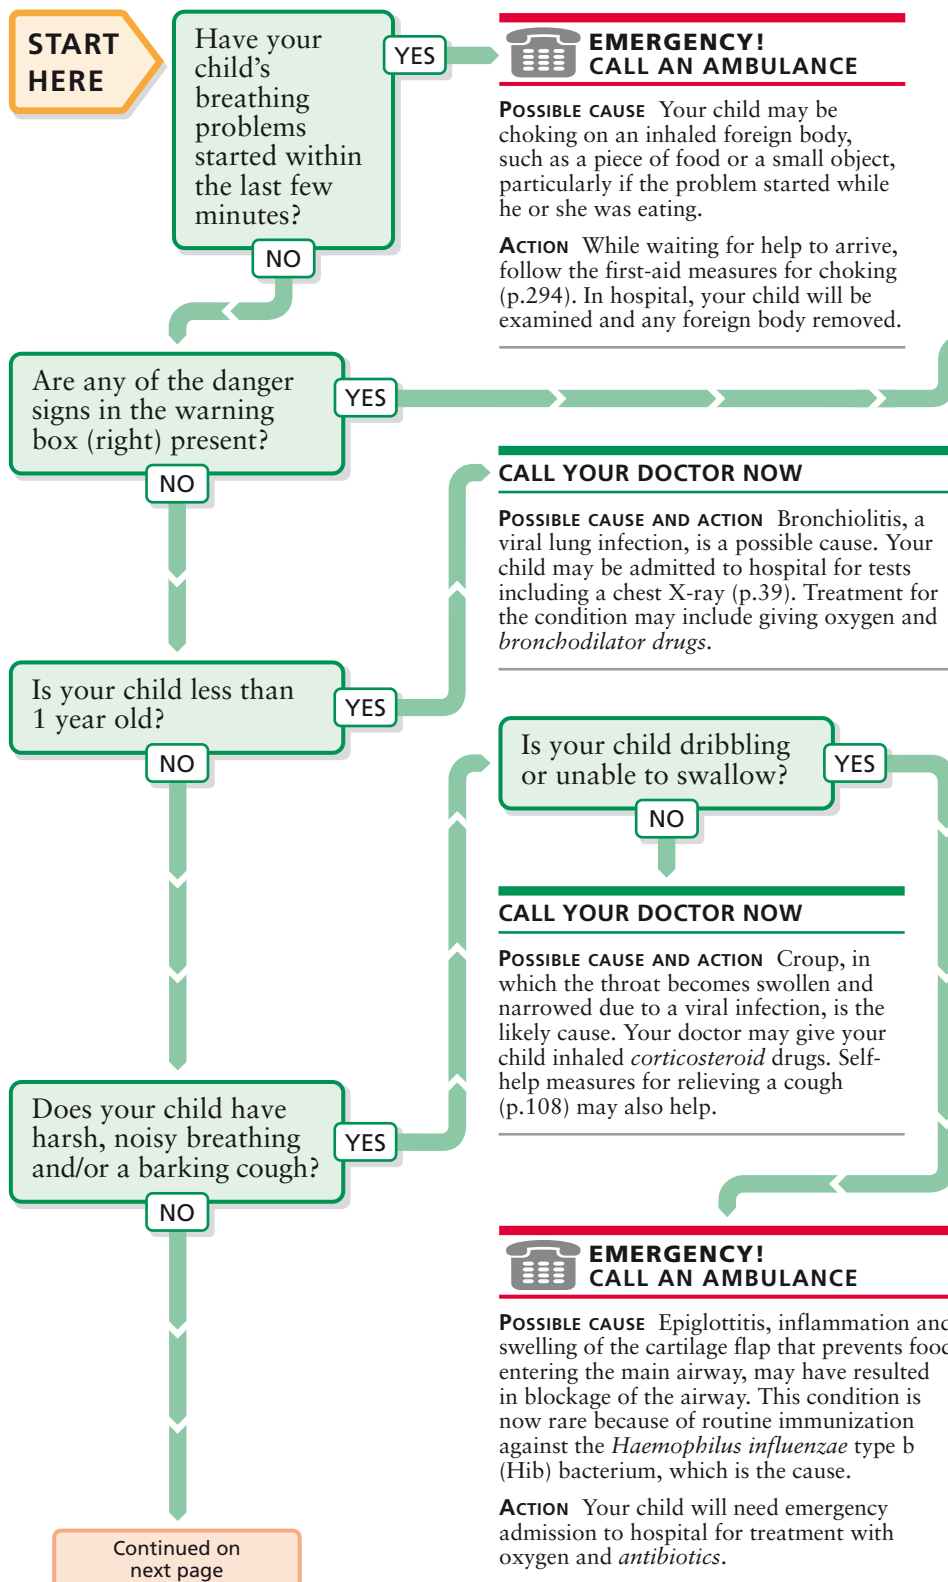 START
HERE
Have your
child's
breathing
problems
started within
the last few
minutes?
YES
NO
EMERGENCY!
CALL AN AMBULANCE
POSSIBLE CAUSE Your child may be
choking on an inhaled foreign body,
such as a piece of food or a small object,
particularly if the problem started while
he or she was eating.
ACTION While waiting for help to arrive,
follow the first-aid measures for choking
(p.294). In hospital, your child will be
examined and any foreign body removed.
Are any of the danger
signs in the warning
box (right) present?
YES
NO
CALL YOUR DOCTOR NOW
POSSIBLE CAUSE AND ACTION Bronchiolitis, a
viral lung infection, is a possible cause. Your
child may be admitted to hospital for tests
including a chest X-ray (p.39). Treatment for
the condition may include giving oxygen and
bronchodilator drugs.
Is your child less than
1 year old?
YES
NO
Is your child dribbling
or unable to swallow?
YES
NO
CALL YOUR DOCTOR NOW
POSSIBLE CAUSE AND ACTION Croup, in
which the throat becomes swollen and
narrowed due to a viral infection, is the
likely cause. Your doctor may give your
child inhaled corticosteroid drugs. Self-
help measures for relieving a cough
(p.108) may also help.
Does your child have
harsh, noisy breathing
and/or a barking cough?
YES
NO
EMERGENCY!
CALL AN AMBULANCE
POSSIBLE CAUSE Epiglottitis, inflammation and
swelling of the cartilage flap that prevents food
entering the main airway, may have resulted
in blockage of the airway. This condition is
now rare because of routine immunization
against the Haemophilus influenzae type b
(Hib) bacterium, which is the cause.
ACTION Your child will need emergency
admission to hospital for treatment with
oxygen and antibiotics.
Continued on
next page